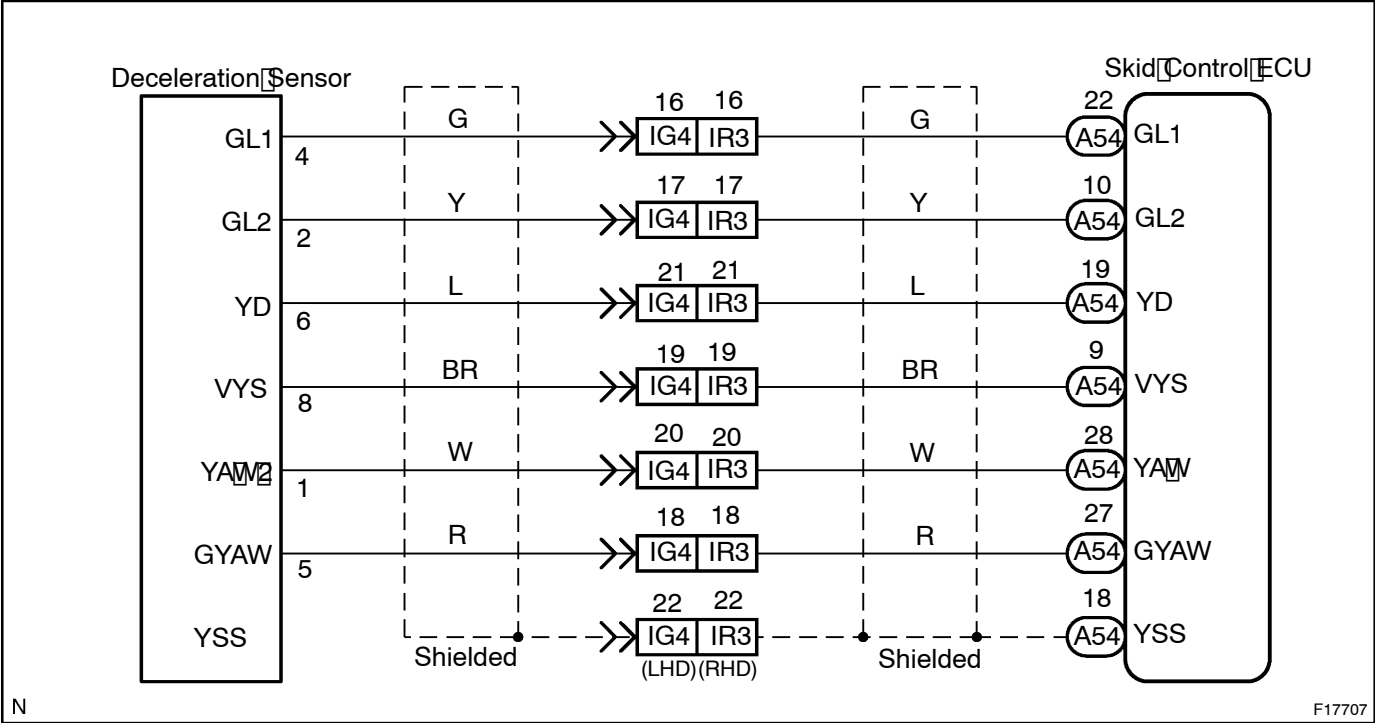 Deceleration Sensor
Skid Control ECU
GL1 4 G 16 16 IG4 IR3 G 22 A54 GL1
GL2 2 Y 17 17 IG4 IR3 Y 10 A54 GL2
YD 6 L 21 21 IG4 IR3 L 19 A54 YD
VYS 8 BR 19 19 IG4 IR3 BR 9 A54 VYS
YAW2 1 W 20 20 IG4 IR3 W 28 A54 YAW
GYAW 5 R 18 18 IG4 IR3 R 27 A54 GYAW
YSS 22 22 IG4 IR3 18 A54 YSS
Shielded (LHD) (RHD) Shielded
N
F17707